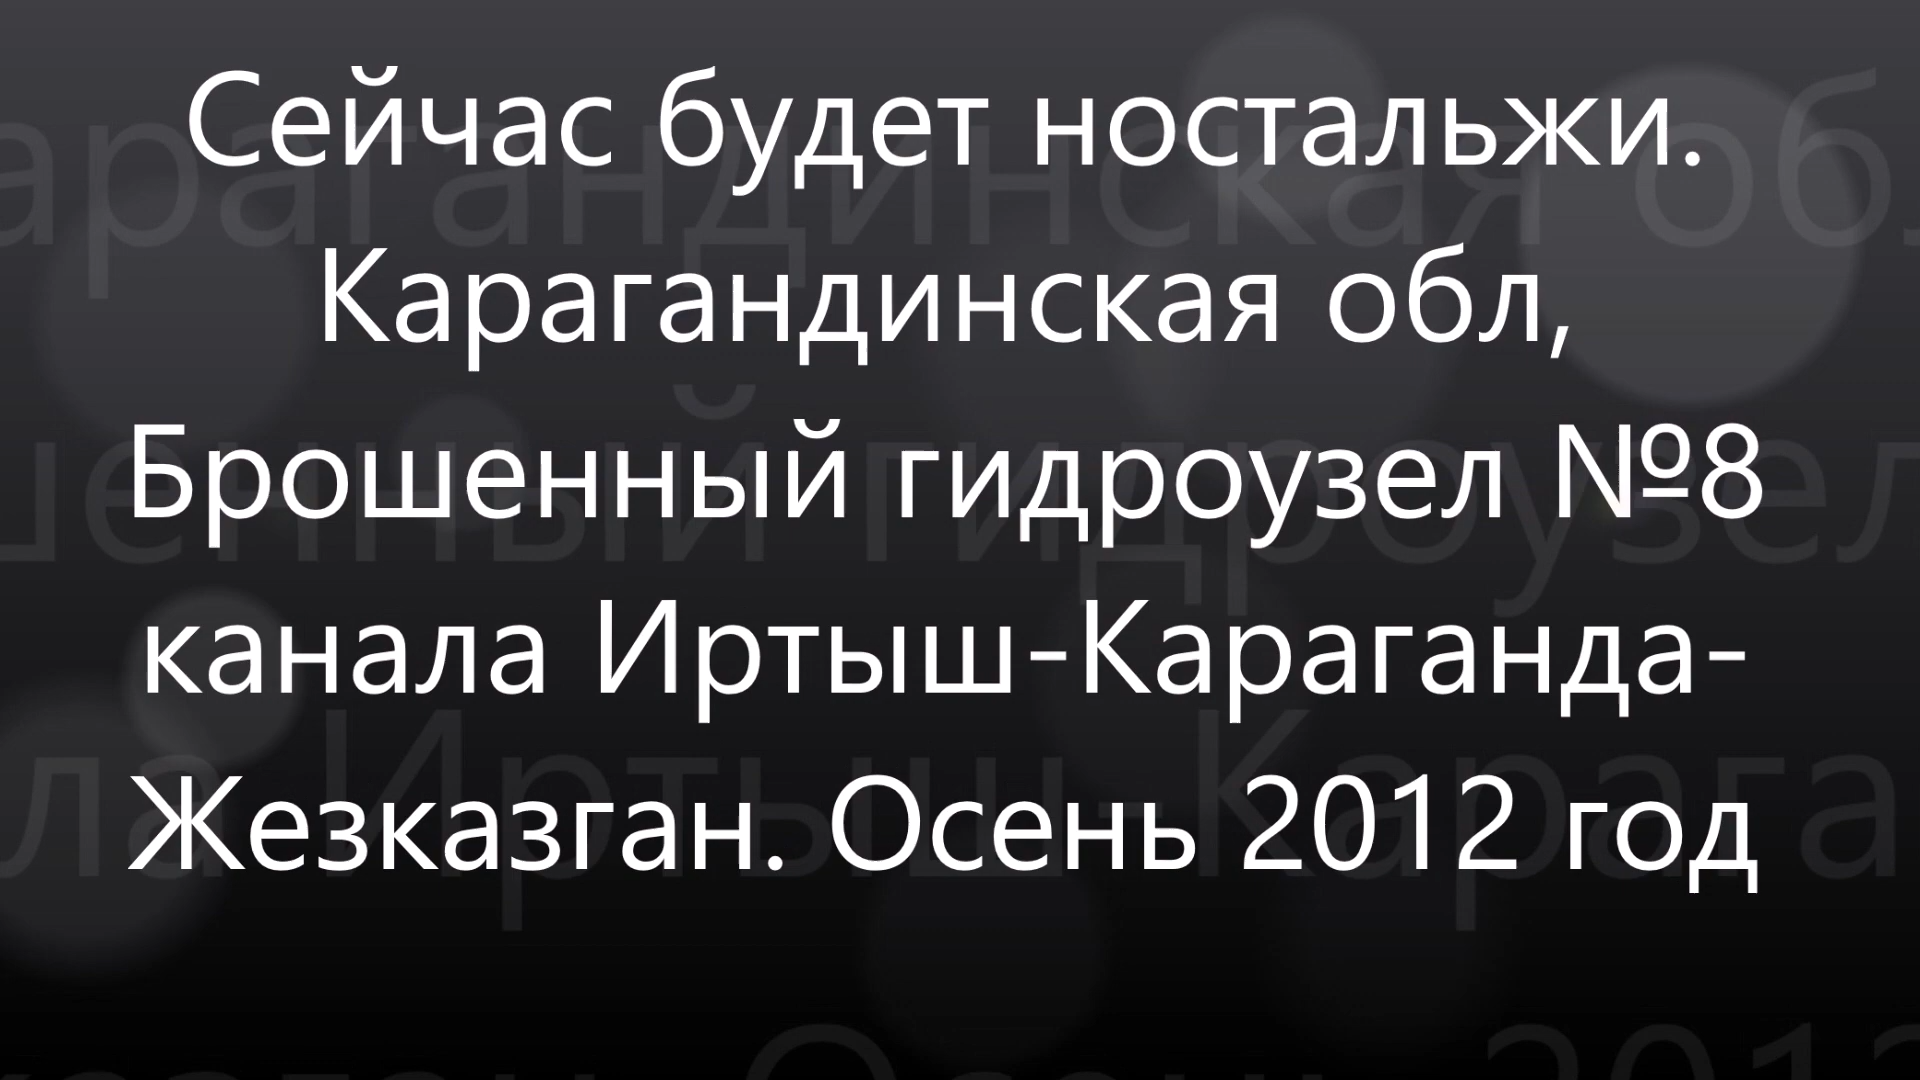 Сейчас будет ностальжи.
Карагандинская обл,
Брошенный гидроузел №8
канала Иртыш-Караганда-
Жезказган. Осень 2012 год